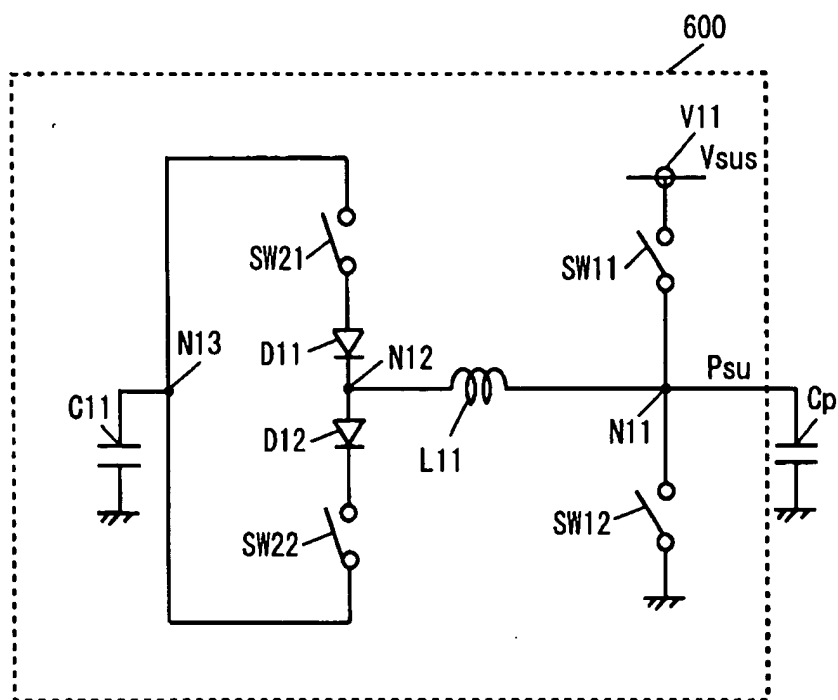 600
V11
Vsus
SW21
SW11
N13
D11
N12
Psu
C11
Cp
D12
L11
N11
SW22
SW12